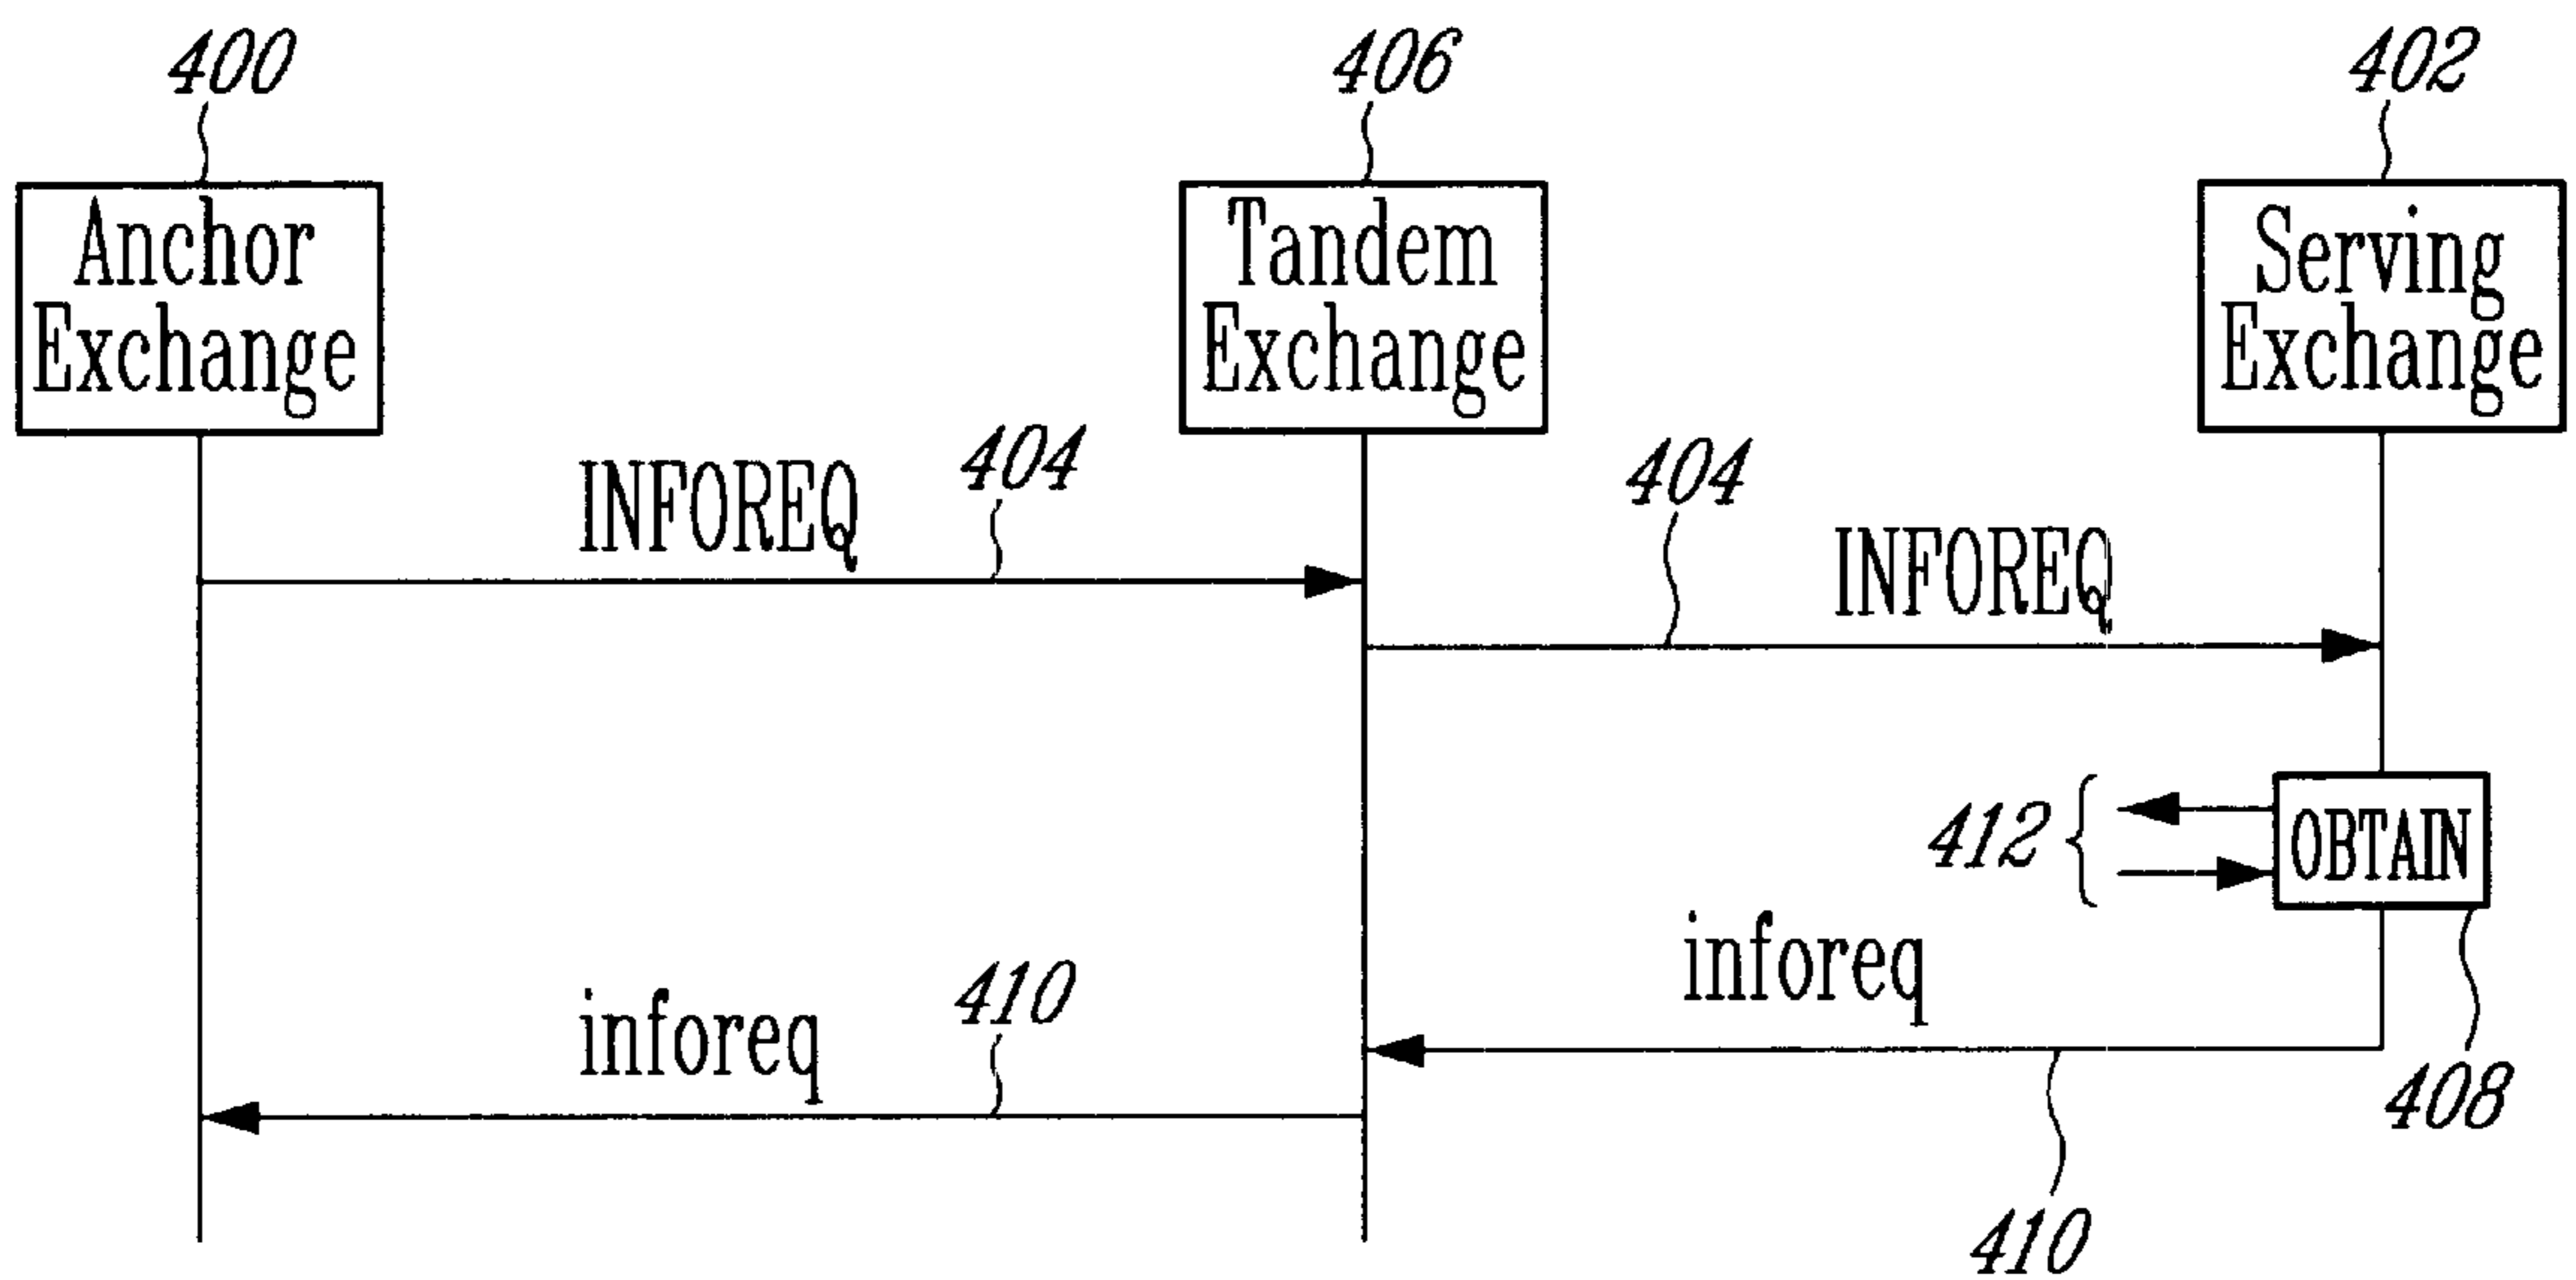 400
406
402
Anchor
Exchange
Tandem
Exchange
Serving
Exchange
INFOREQ
404
404
INFOREQ
412
OBTAIN
inforeq
410
inforeq
408
410